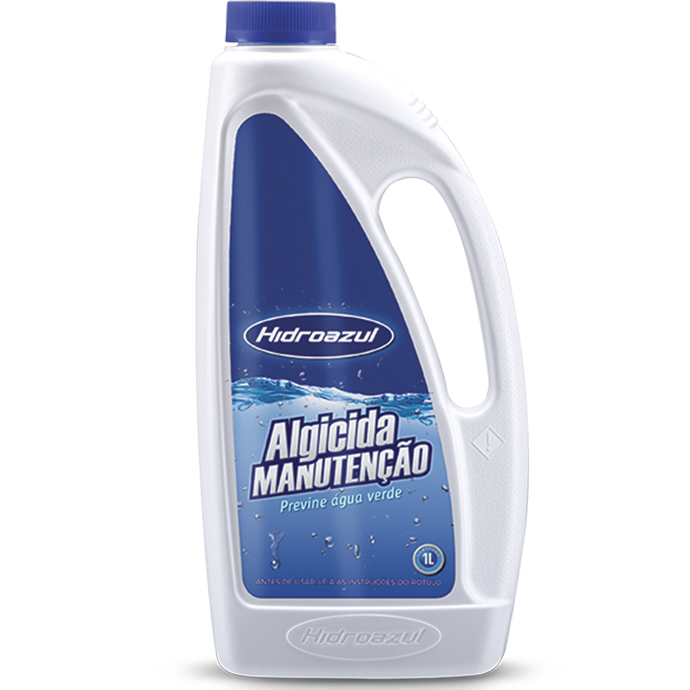 Hidroazul
Algicida
MANUTENÇÃO
Previne água verde
1L
ANTES DE USAR, LEIA AS INSTRUÇÕES DO RÓTULO
Hidroazul